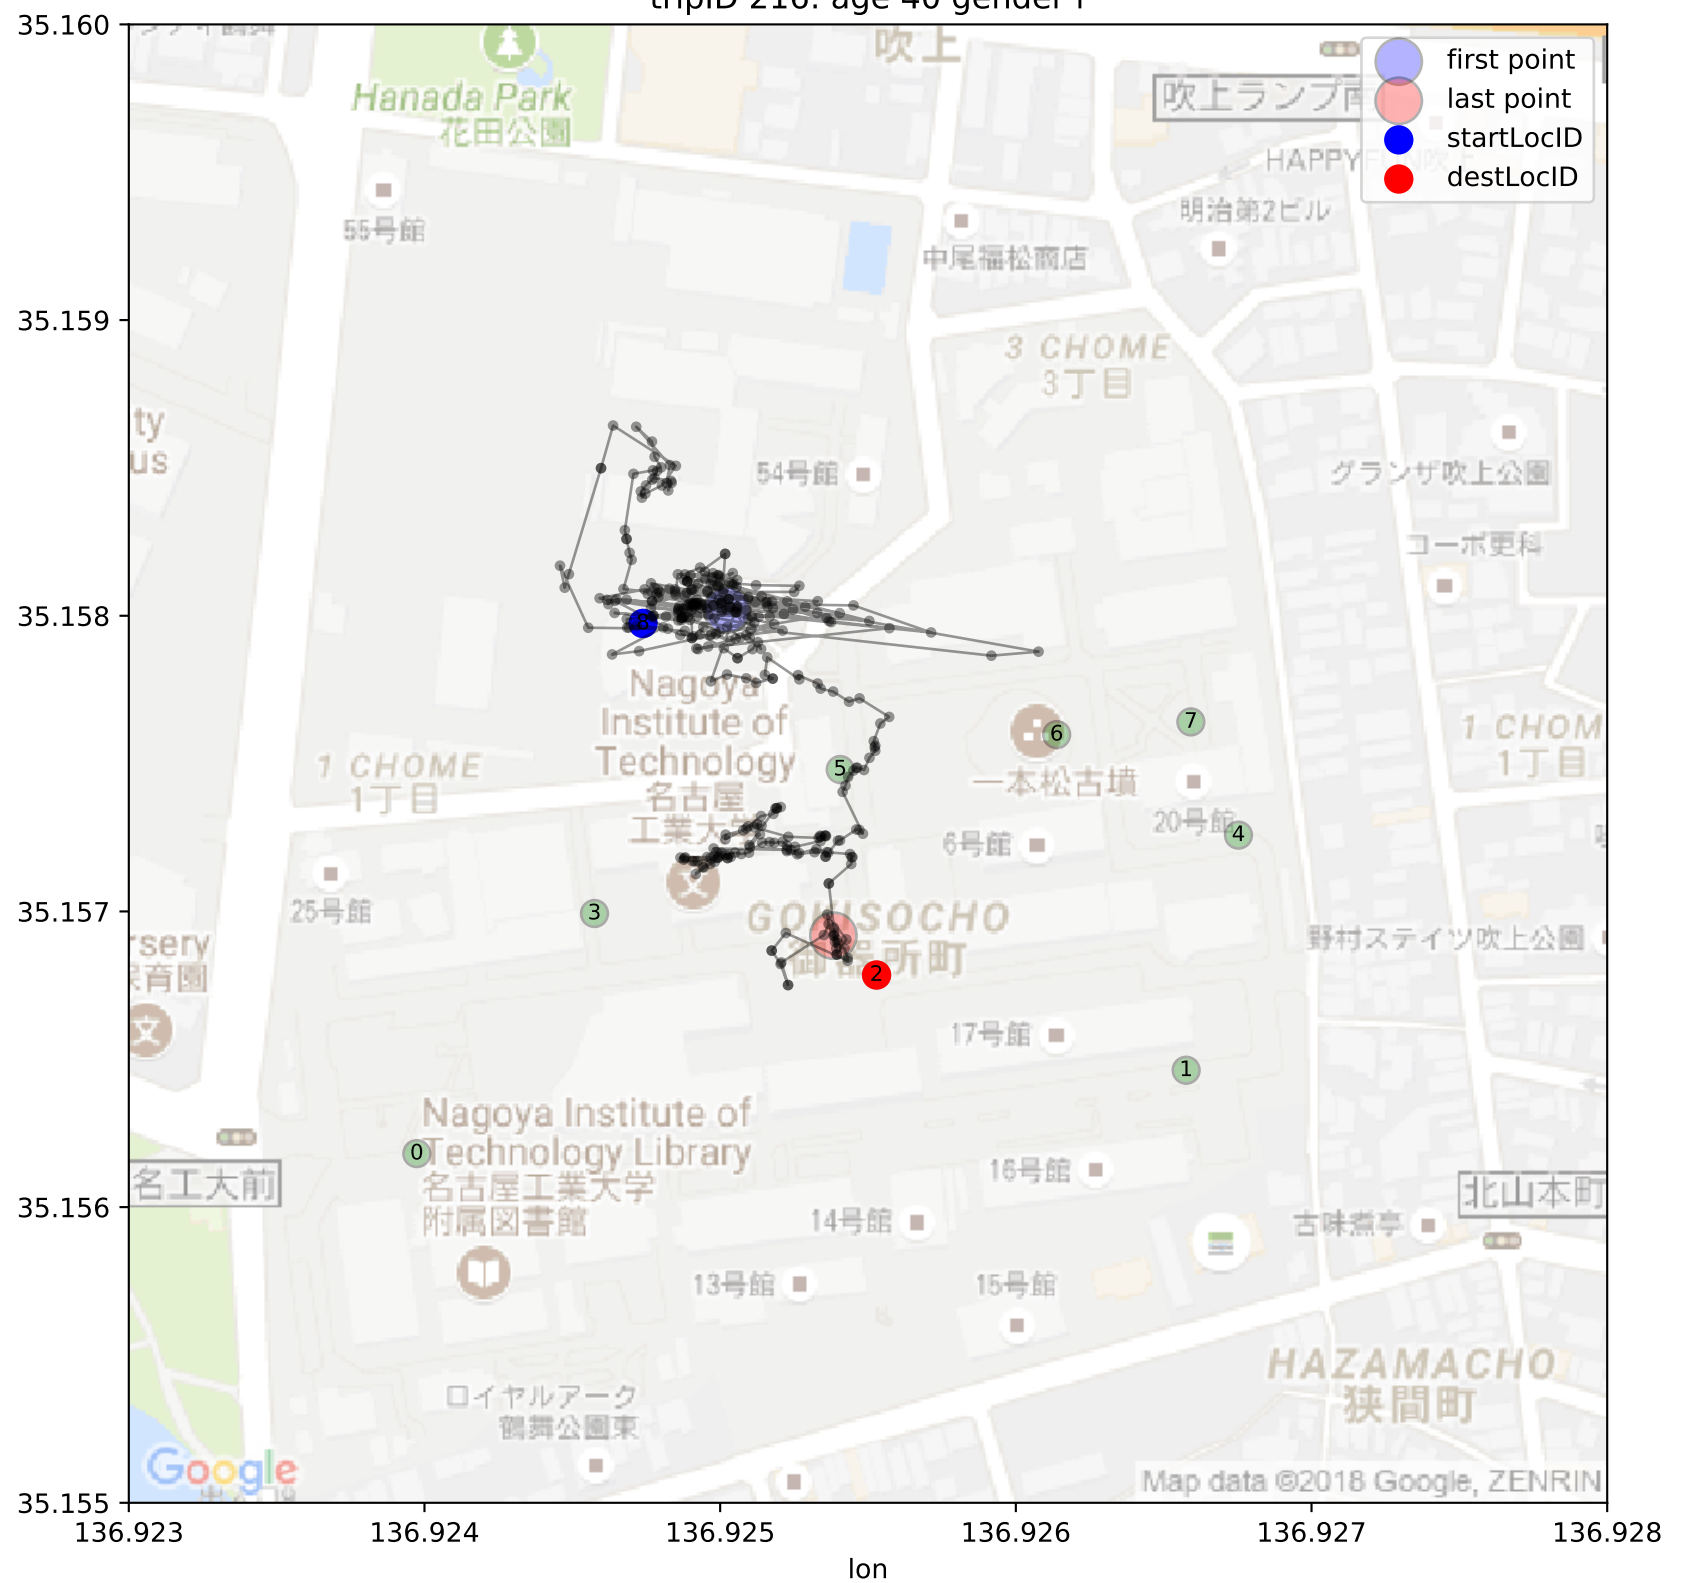 tripID 216: age 40 gender F
35.160
35.159
35.158
35.157
35.156
35.155
136.923
136.924
136.925
136.926
136.927
136.928
lon
first point
last point
startLocID
destLocID
吹上
Hanada Park
花田公園
吹上ランプ南
55号館
明治第2ビル
中尾福松商店
3 CHOME
3丁目
ty
us
54号館
グランザ吹上公園
コーポ更科
8
Nagoya
Institute of
Technology
名古屋
工業大学
1 CHOME
1丁目
5
6
7
一本松古墳
1 CHOM
1丁目
20号館
4
6号館
25号館
3
GOKISOCHO
御器所町
rsery
保育園
2
野村ステイツ吹上公園
17号館
1
Nagoya Institute of
Technology Library
名古屋工業大学
附属図書館
0
名工大前
16号館
北山本町
14号館
古味煮亭
13号館
15号館
HAZAMACHO
狭間町
ロイヤルアーク
鶴舞公園東
Google
Map data ©2018 Google, ZENRIN